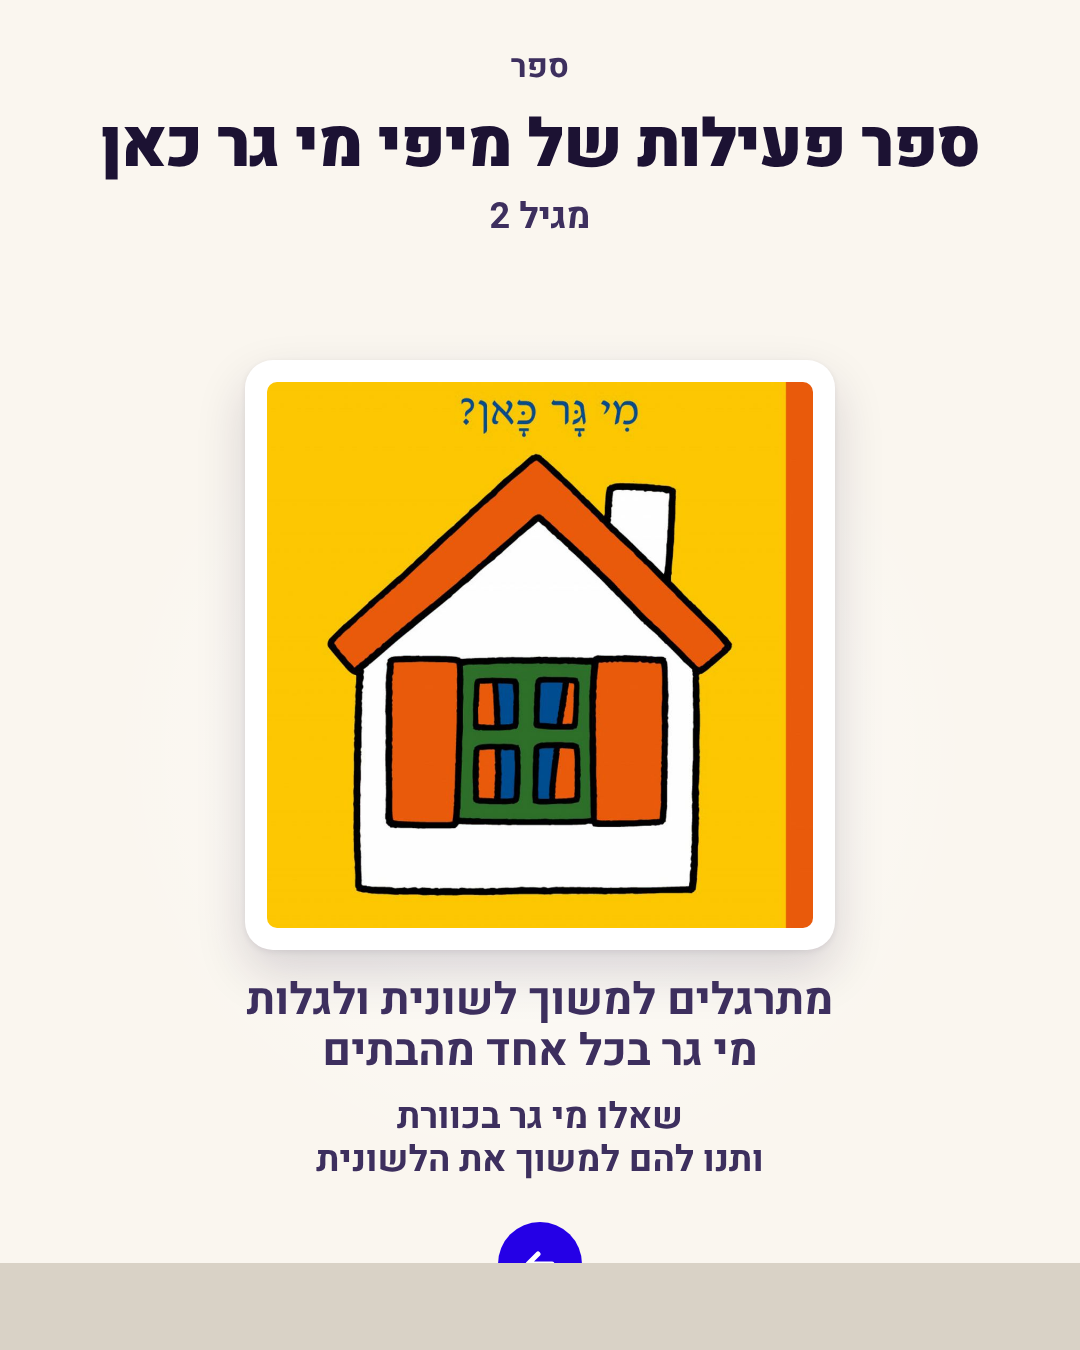 ספר
ספר פעילות של מיפי מי גר כאן
מגיל 2
מִי גָּר כָּאן?
מתרגלים למשוך לשונית ולגלות
מי גר בכל אחד מהבתים
שאלו מי גר בכוורת
ותנו להם למשוך את הלשונית